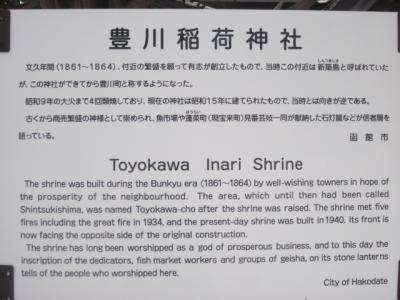 豊川稲荷神社
文久年間(1861〜1864)、付近の繁盛を願って有志が創立したもので、当時この付近は新築島と呼ばれていた
が、この神社ができてから豊川町と称するようになった。
昭和9年の大火まで4回類焼しており、現在の神社は昭和15年に建てられたもので、当時とは向きが逆である。
古くから商売繁盛の神様として崇められ、魚市場や蓬莱町(現宝来町)見番芸妓一同が献納した石灯籠などが信者層を
語っている。
函館市
Toyokawa Inari Shrine
The shrine was built during the Bunkyu era (1861〜1864) by well-wishing towners in hope of
the prosperity of the neighbourhood. The area, which until then had been called
Shintsukishima, was named Toyokawa-cho after the shrine was raised. The shrine met five
fires including the great fire in 1934, and the present-day shrine was built in 1940. Its front is
now facing the opposite side of the original construction.
The shrine has long been worshipped as a god of prosperous business, and to this day the
inscription of the dedicators, fish market workers and groups of geisha, on its stone lanterns
tells of the people who worshipped here.
City of Hakodate